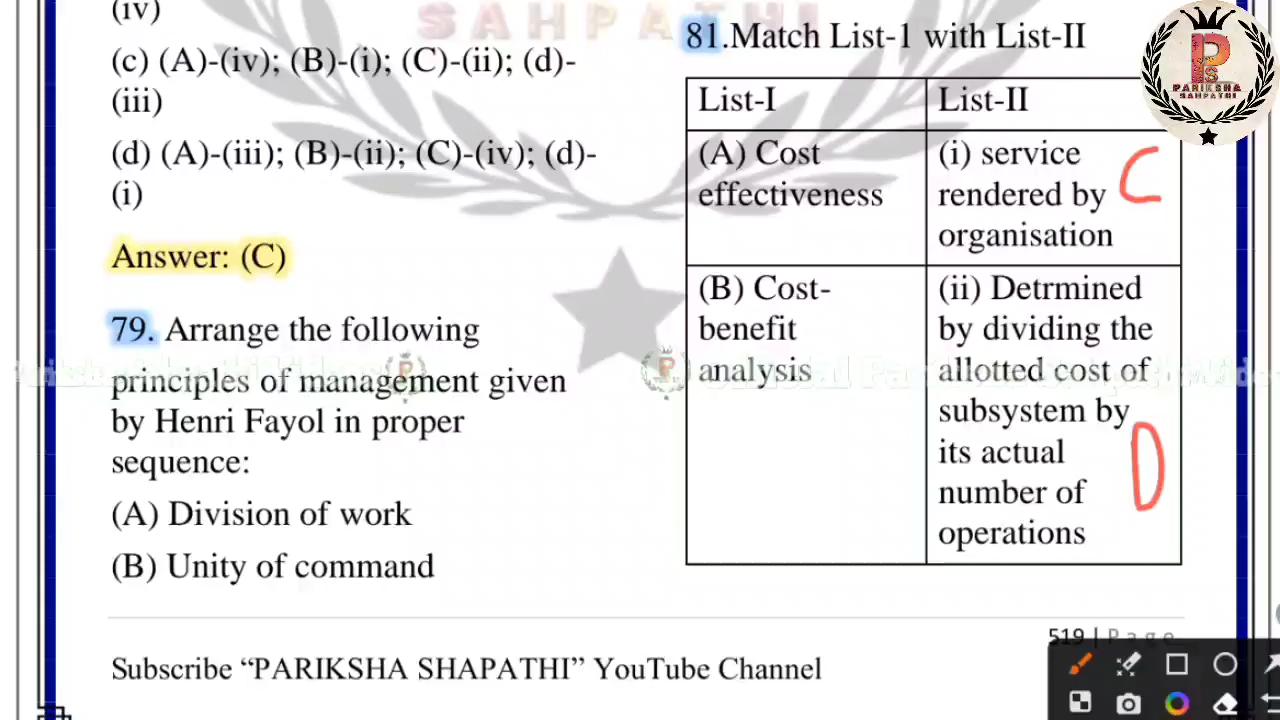 SAHPATHI
(iv)
(c) (A)-(iv); (B)-(i); (C)-(ii); (d)-
(iii)
(d) (A)-(iii); (B)-(ii); (C)-(iv); (d)-
(i)
Answer: (C)
79. Arrange the following
principles of management given
by Henri Fayol in proper
sequence:
(A) Division of work
(B) Unity of command
81.Match List-1 with List-II
List-I
List-II
(A) Cost
effectiveness
(i) service
rendered by
organisation
C
(B) Cost-
benefit
analysis
(ii) Detrmined
by dividing the
allotted cost of
subsystem by
its actual
number of
operations
D
PS
PARIKSHA
SAHPATHI
519 | Page
Subscribe “PARIKSHA SHAPATHI” YouTube Channel